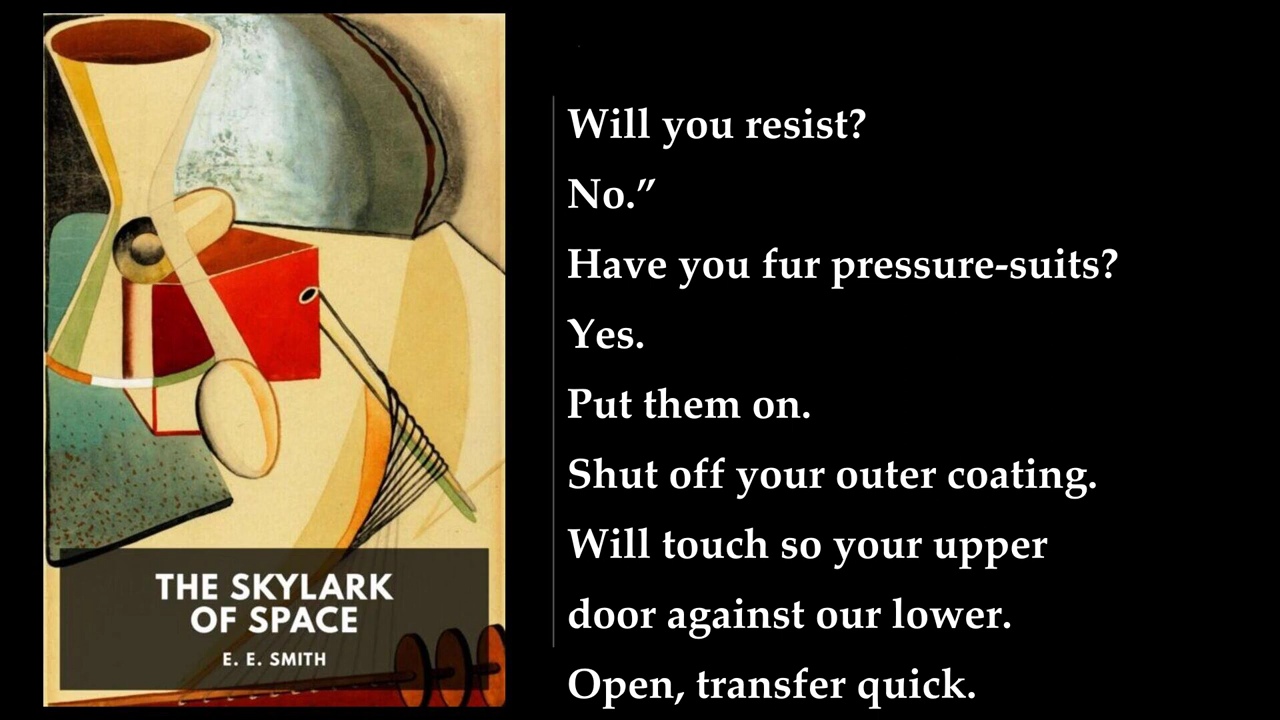 THE SKYLARK
OF SPACE
E. E. SMITH
Will you resist?
No.”
Have you fur pressure-suits?
Yes.
Put them on.
Shut off your outer coating.
Will touch so your upper
door against our lower.
Open, transfer quick.